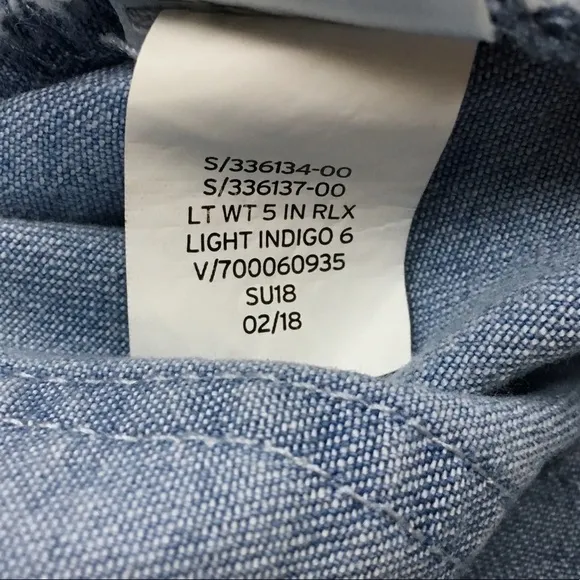 S/336134-00
S/336137-00
LT WT 5 IN RLX
LIGHT INDIGO 6
V/700060935
SU18
02/18